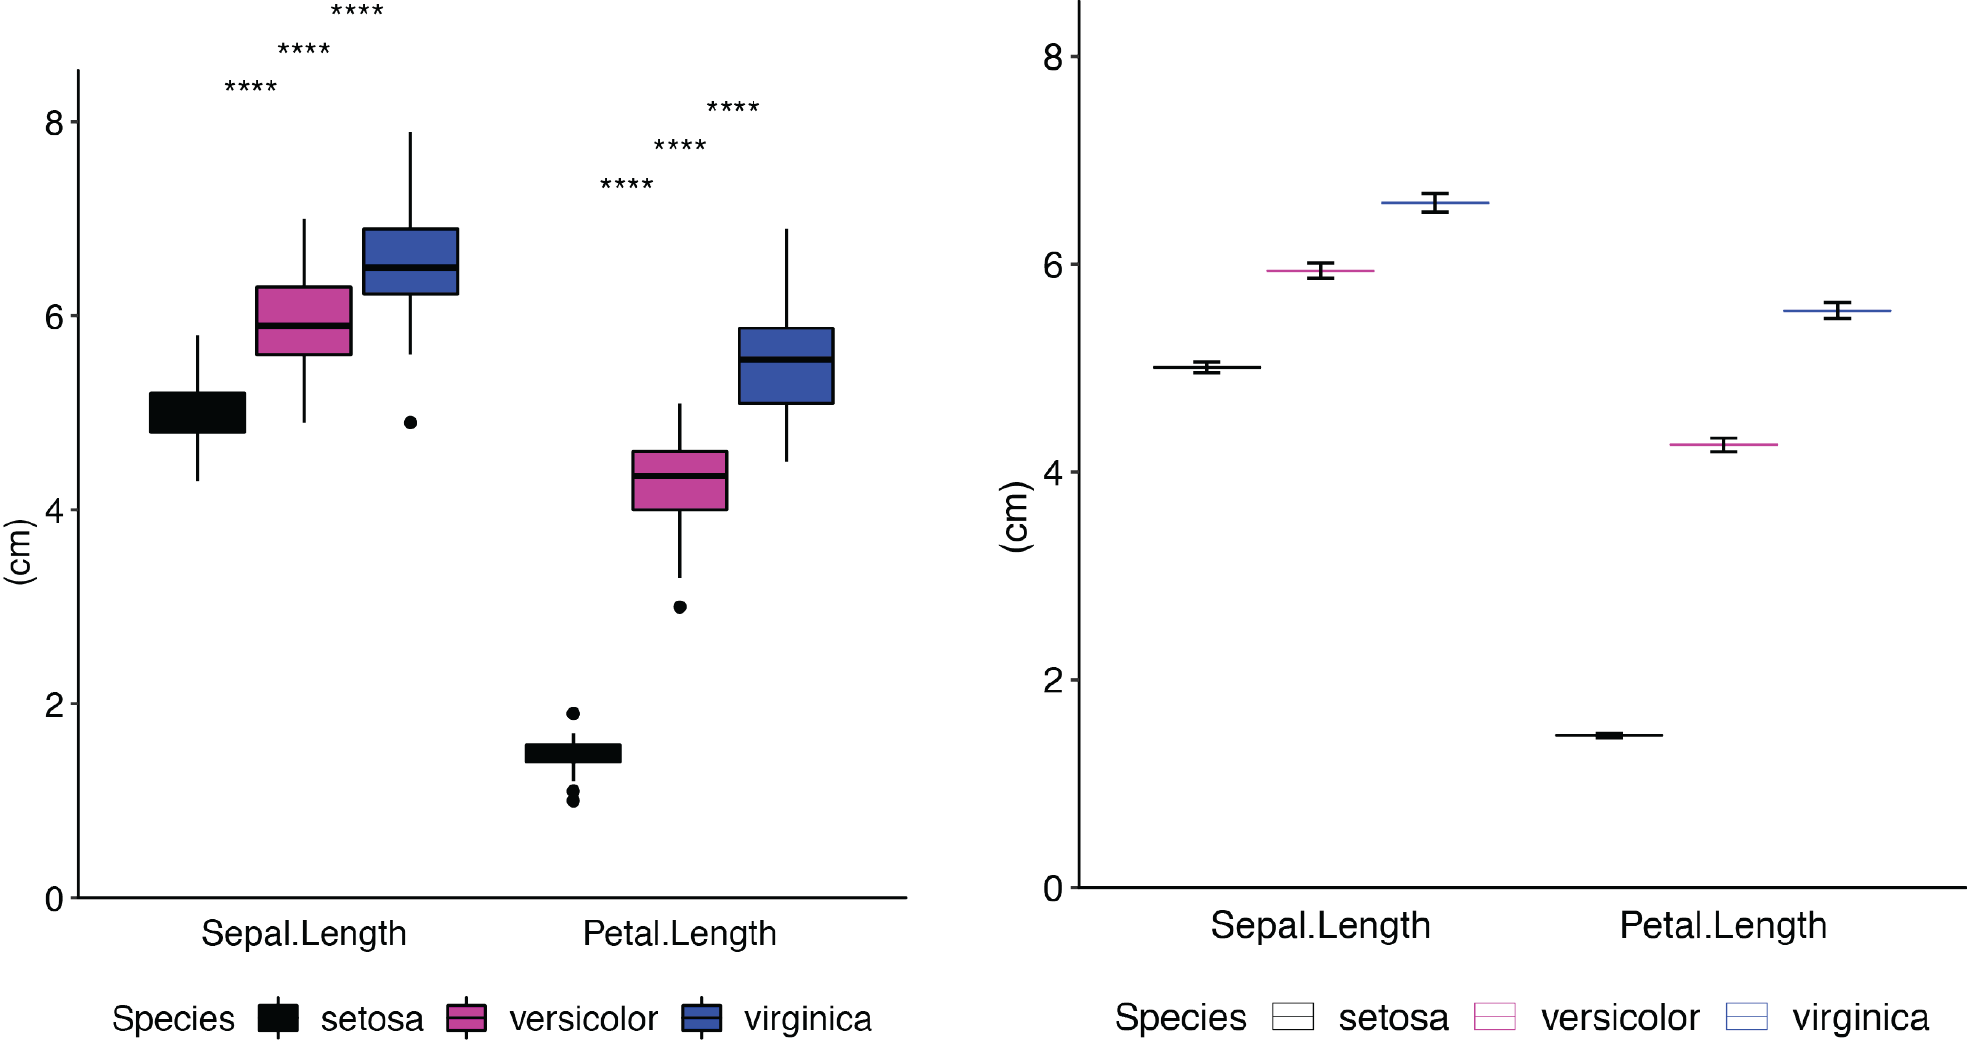 ****
****
****
****
****
****
8
6
4
2
0
(cm)
Sepal.Length Petal.Length
Species setosa versicolor virginica
8
6
4
2
0
(cm)
Sepal.Length Petal.Length
Species setosa versicolor virginica